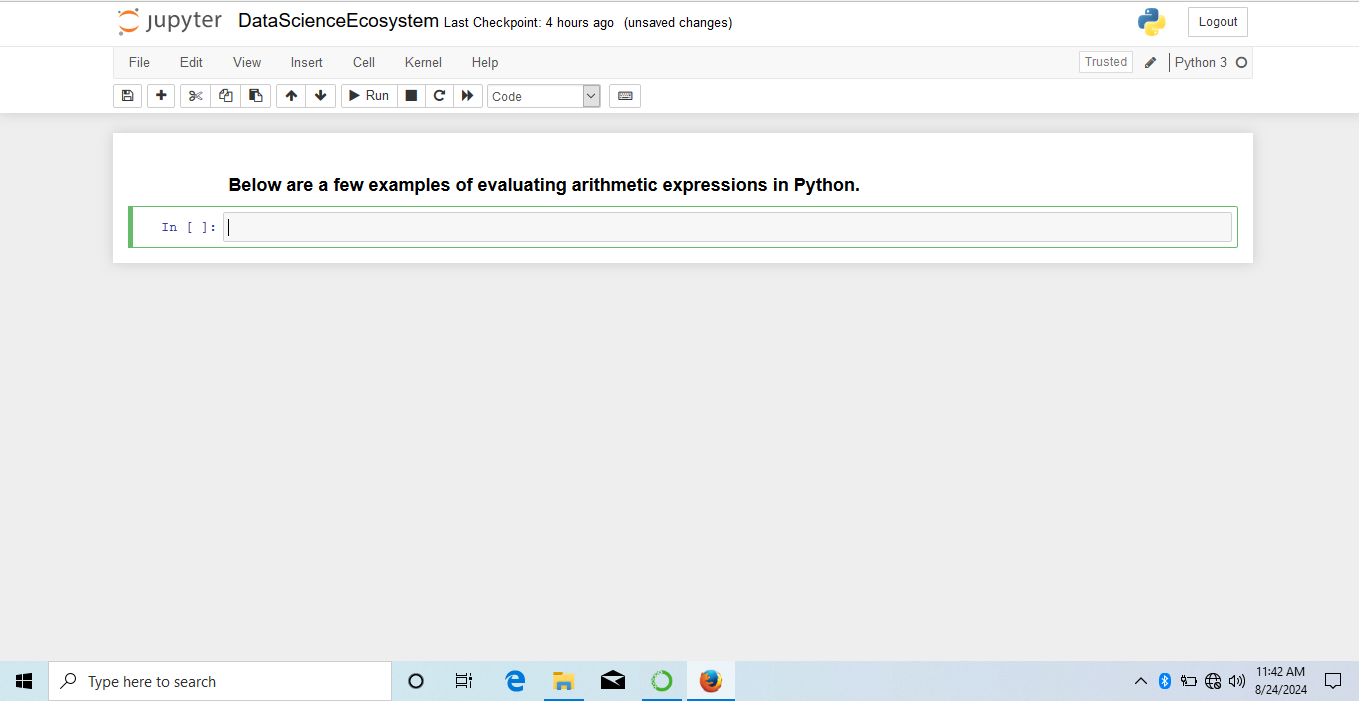 jupyter DataScienceEcosystem Last Checkpoint: 4 hours ago (unsaved changes) Logout
File Edit View Insert Cell Kernel Help Trusted Python 3
Run Code
Below are a few examples of evaluating arithmetic expressions in Python.
In [ ]:
Type here to search
11:42 AM
8/24/2024